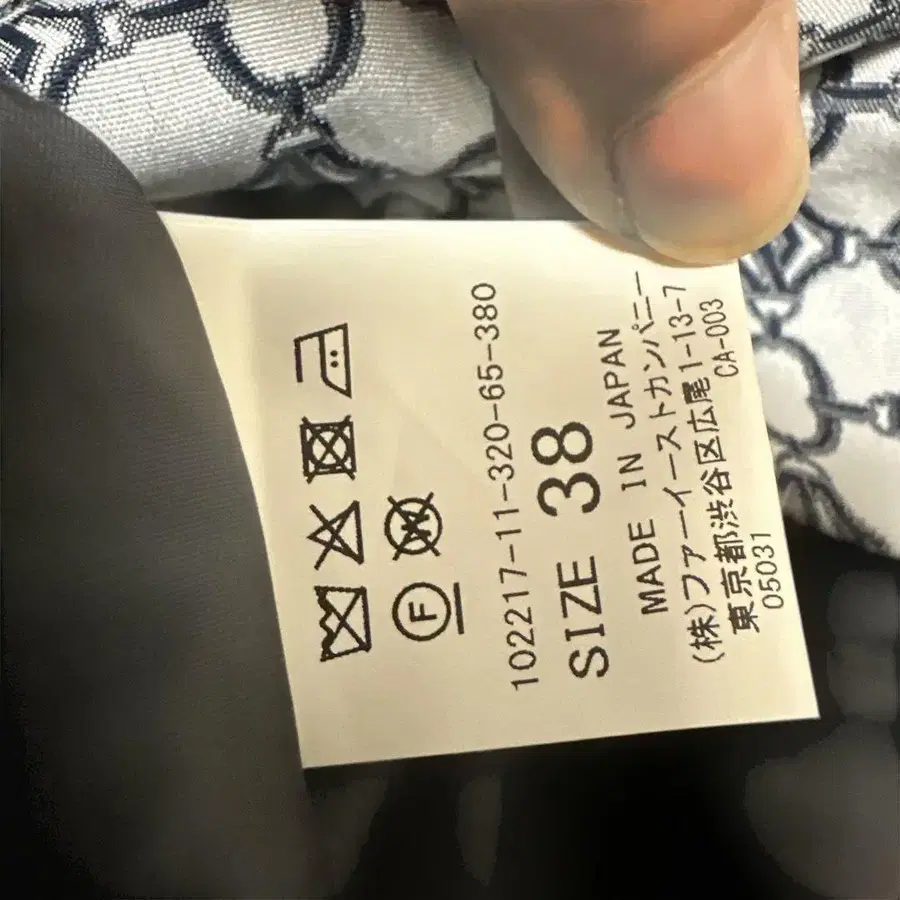 F
W
102217-11-320-65-380
SIZE 38
MADE IN JAPAN
(株)ファーイーストカンパニー
東京都渋谷区広尾1-13-7
05031 CA-003